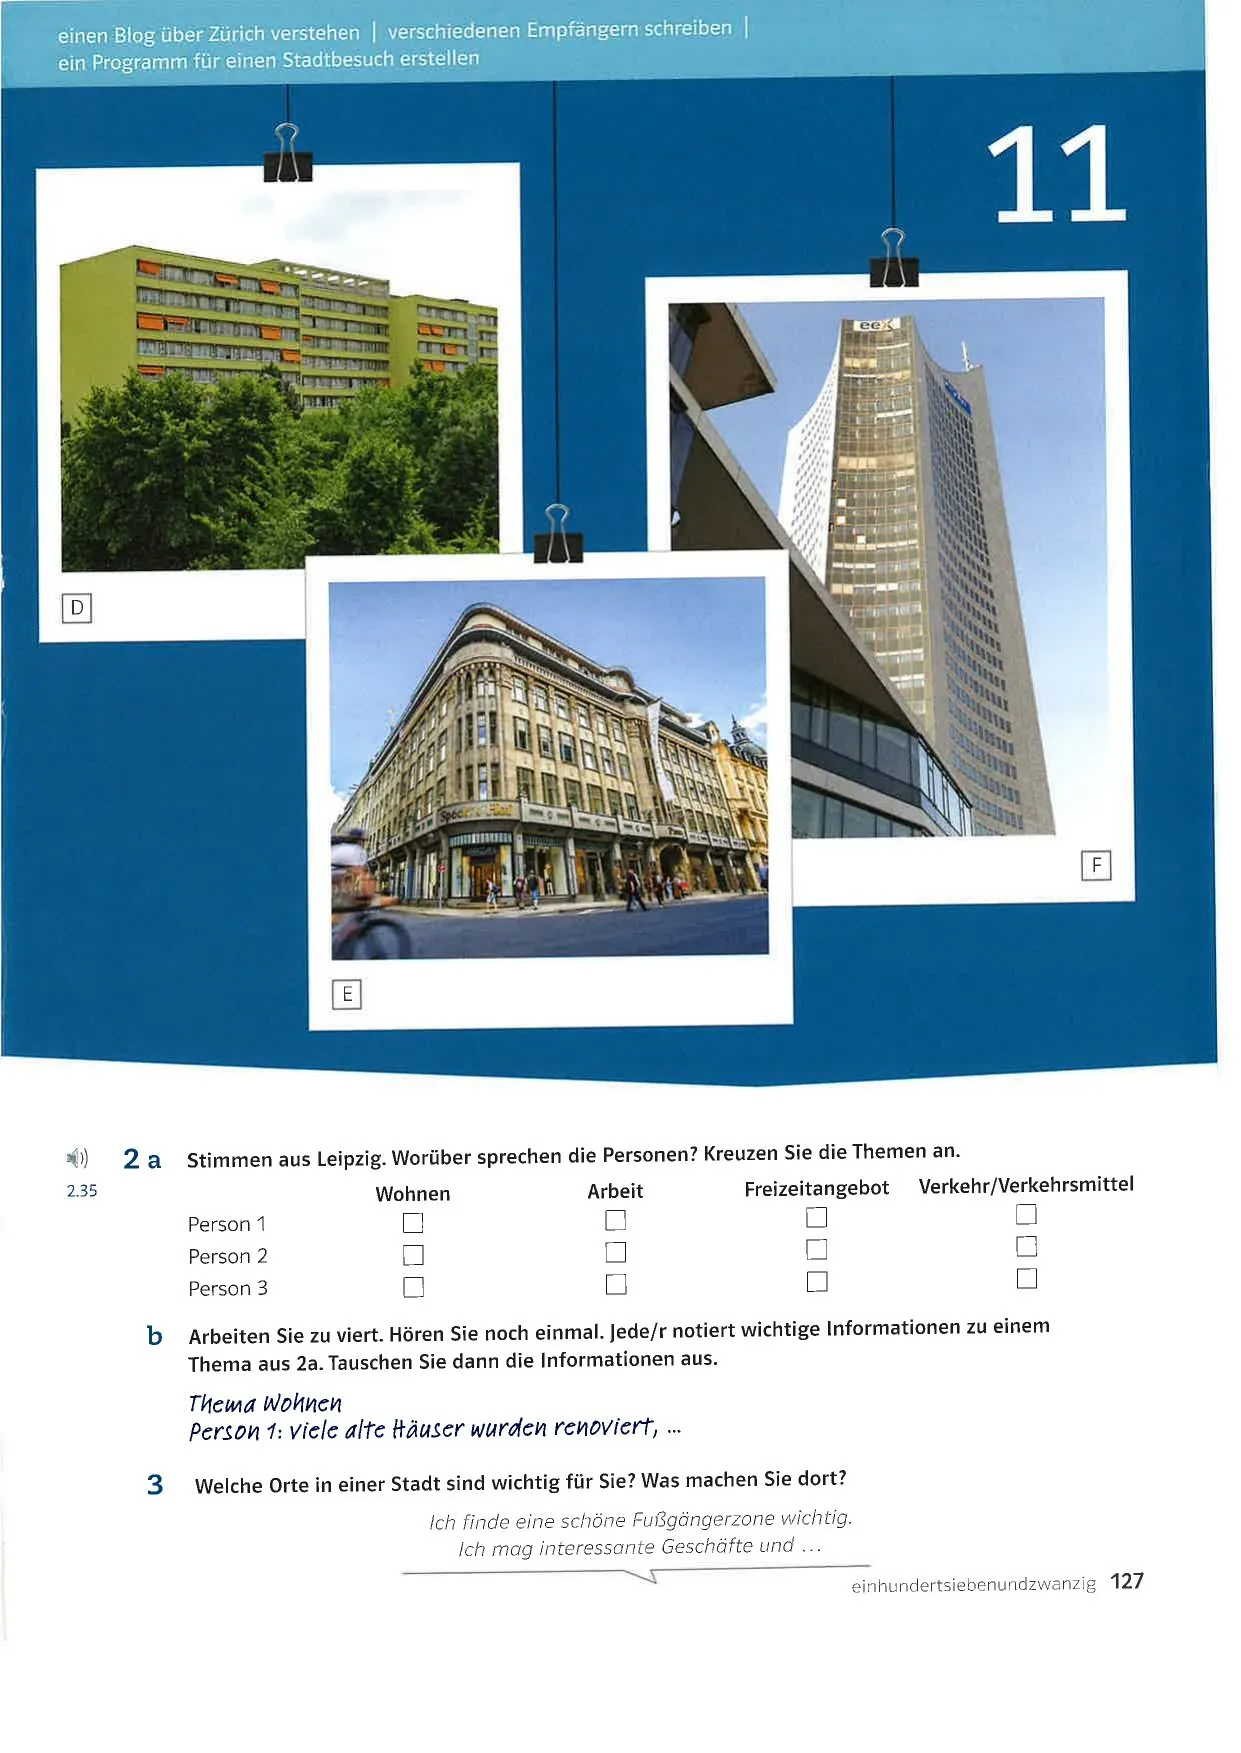 einen Blog über Zürich verstehen | verschiedenen Empfängern schreiben |
ein Programm für einen Stadtbesuch erstellen
11
eex
D
F
E
2.35
2 a Stimmen aus Leipzig. Worüber sprechen die Personen? Kreuzen Sie die Themen an.
Wohnen Arbeit Freizeitangebot Verkehr/Verkehrsmittel
Person 1
Person 2
Person 3
b Arbeiten Sie zu viert. Hören Sie noch einmal. Jede/r notiert wichtige Informationen zu einem
Thema aus 2a. Tauschen Sie dann die Informationen aus.
Thema Wohnen
Person 1: viele alte Häuser wurden renoviert, ...
3 Welche Orte in einer Stadt sind wichtig für Sie? Was machen Sie dort?
Ich finde eine schöne Fußgängerzone wichtig.
Ich mag interessante Geschäfte und ...
einhundertsiebenundzwanzig 127